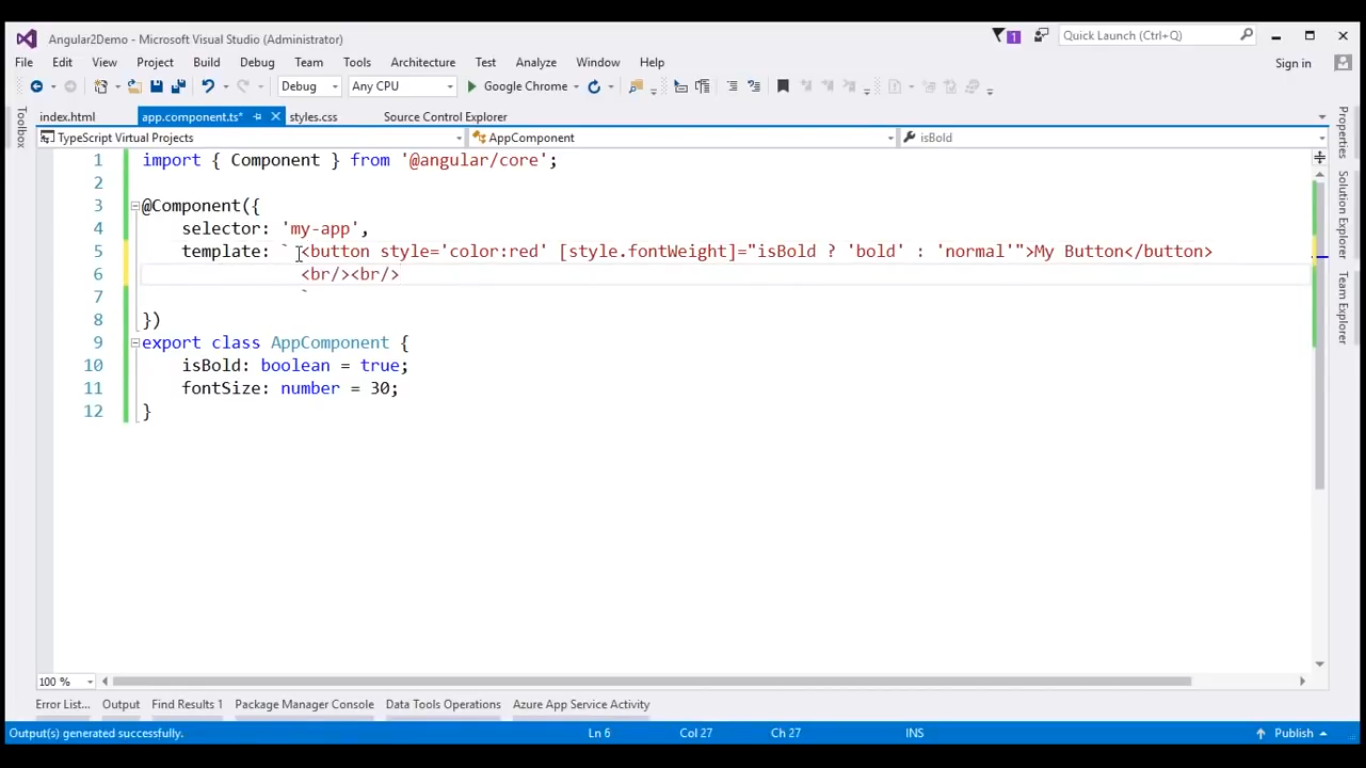 Angular2Demo - Microsoft Visual Studio (Administrator)
1
Quick Launch (Ctrl+Q)
File Edit View Project Build Debug Team Tools Architecture Test Analyze Window Help
Sign in
Debug Any CPU Google Chrome
index.html app.component.ts* styles.css Source Control Explorer
TypeScript Virtual Projects AppComponent isBold
1 import { Component } from '@angular/core';
2
3 @Component({
4 selector: 'my-app',
5 template: ` <button style='color:red' [style.fontWeight]="isBold ? 'bold' : 'normal'">My Button</button>
6 <br/><br/>
7 `
8 })
9 export class AppComponent {
10 isBold: boolean = true;
11 fontSize: number = 30;
12 }
Toolbox
Properties
Solution Explorer
Team Explorer
100 %
Error List... Output Find Results 1 Package Manager Console Data Tools Operations Azure App Service Activity
Output(s) generated successfully. Ln 6 Col 27 Ch 27 INS Publish